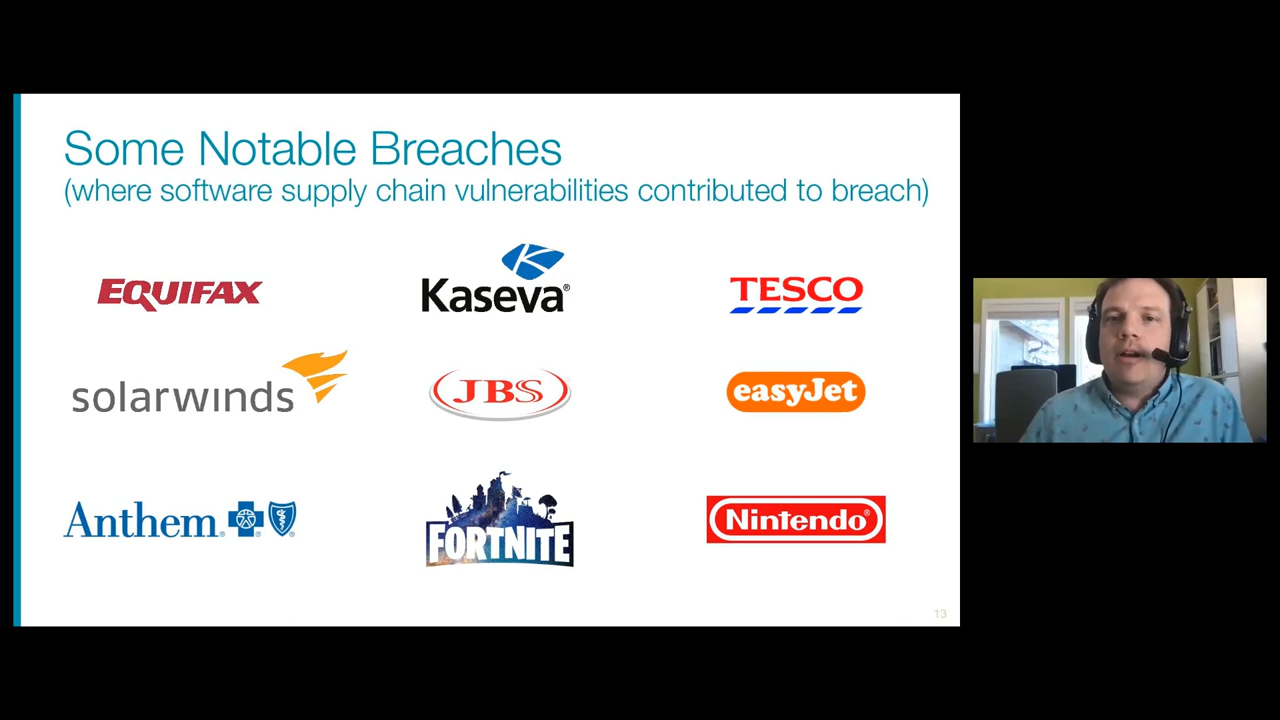 Some Notable Breaches
(where software supply chain vulnerabilities contributed to breach)
EQUIFAX
Kaseya®
TESCO
solarwinds
JBS
easyJet
Anthem
FORTNITE
Nintendo®
13